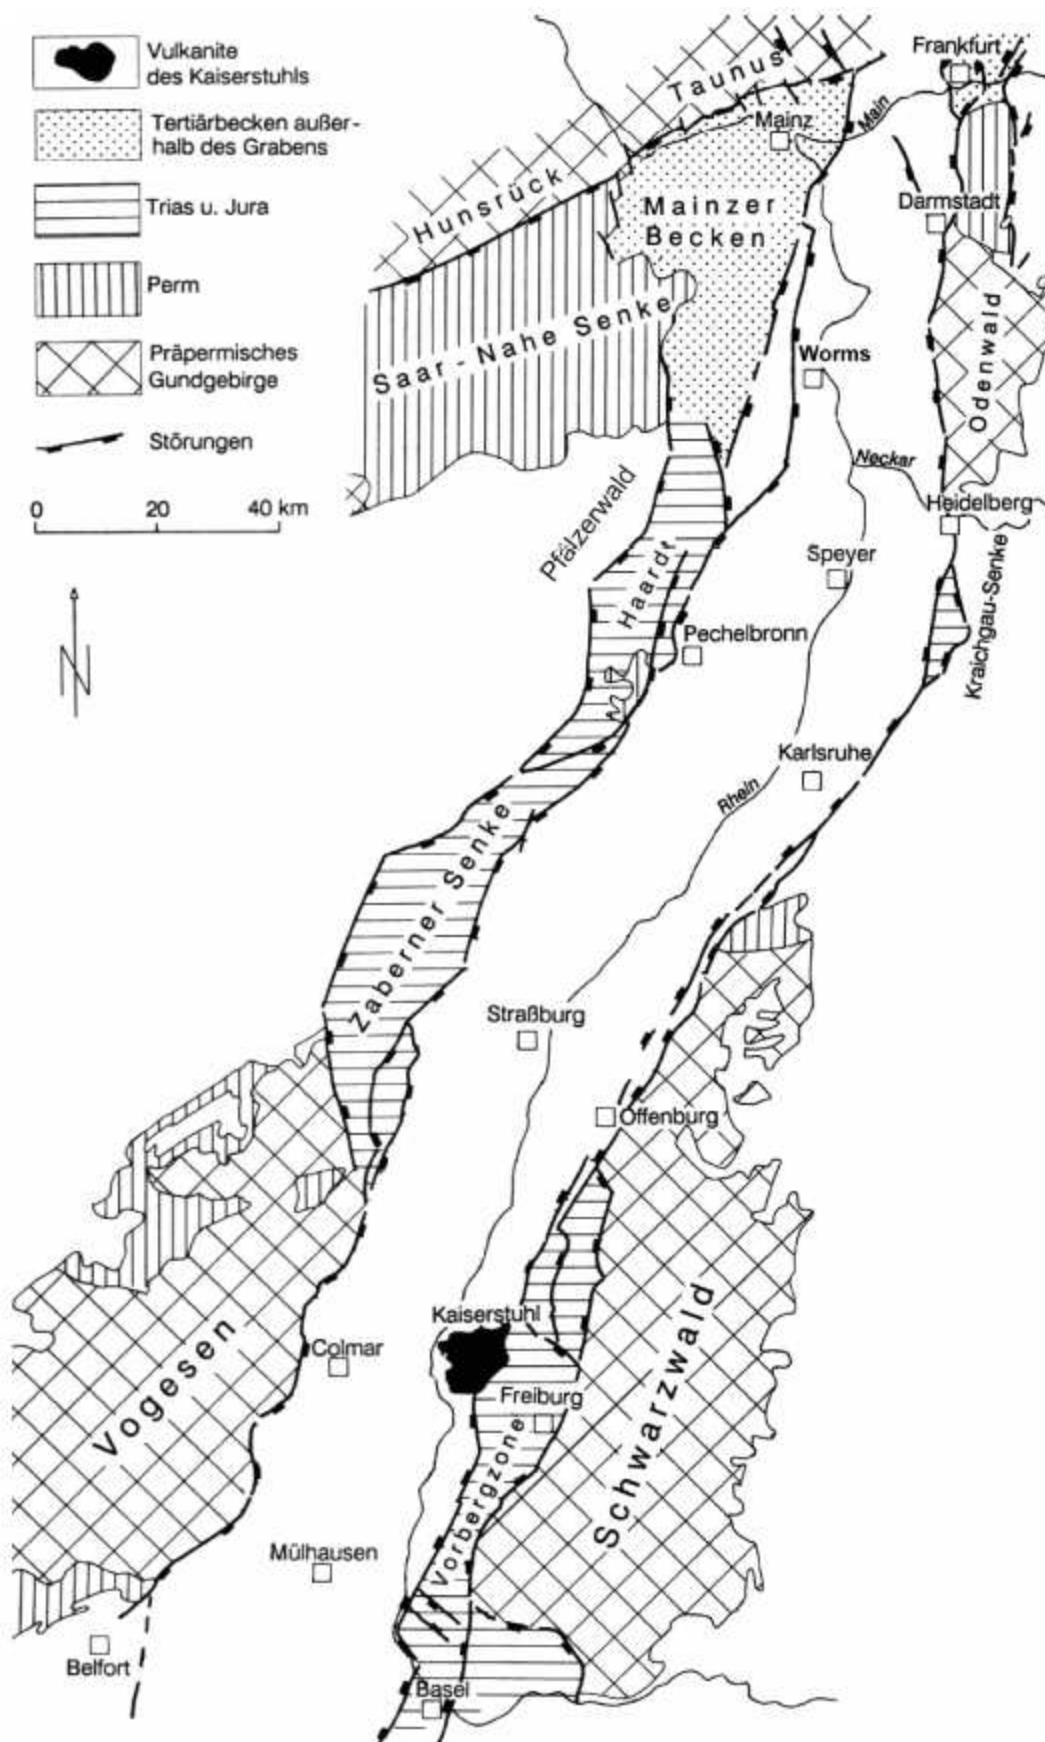 Vulkanite
des Kaiserstuhls
Tertiärbecken außer-
halb des Grabens
Trias u. Jura
Perm
Präpermisches
Gundgebirge
Störungen
0 20 40 km
N
Frankfurt
Taunus
Main
Mainz
Hunsrück
Mainzer
Becken
Darmstadt
Saar-Nahe Senke
Worms
Odenwald
Neckar
Heidelberg
Pfälzerwald
Speyer
Haardt
Kraichgau-Senke
Pechelbronn
Karlsruhe
Rhein
Zaberner Senke
Straßburg
Offenburg
Kaiserstuhl
Colmar
Vogesen
Schwarzwald
Freiburg
Vorbergzone
Mülhausen
Belfort
Basel